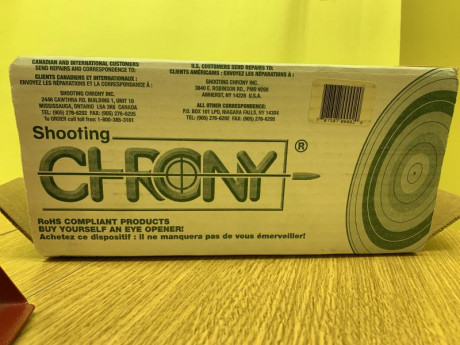 CANADIAN AND INTERNATIONAL CUSTOMERS
SEND REPAIRS AND CORRESPONDENCE TO:
CLIENTS CANADIENS ET INTERNATIONAUX :
ENVOYEZ LES RÉPARATIONS ET LA CORRESPONDANCE À :
SHOOTING CHRONY INC.
2446 CAWTHRA RD, BUILDING 1, UNIT 10
MISSISSAUGA, ONTARIO L5A 3K6 CANADA
TEL: (905) 276-6292 FAX: (905) 276-6295
To ORDER call toll free: 1-800-385-3161
U.S. CUSTOMERS SEND REPAIRS TO:
CLIENTS AMÉRICAINS : ENVOYEZ LES RÉPARATIONS À :
SHOOTING CHRONY INC.
3840 E. ROBINSON RD., PMB #298
AMHERST, NY 14228 U.S.A.
ALL OTHER CORRESPONDENCE:
P.O. BOX 101 LPO, NIAGARA FALLS, NY 14304
TEL: (905) 276-6292 FAX: (905) 276-6295
Shooting
CHRONY ®
RoHS COMPLIANT PRODUCTS
BUY YOURSELF AN EYE OPENER!
Achetez ce dispositif : il ne manquera pas de vous émerveiller!